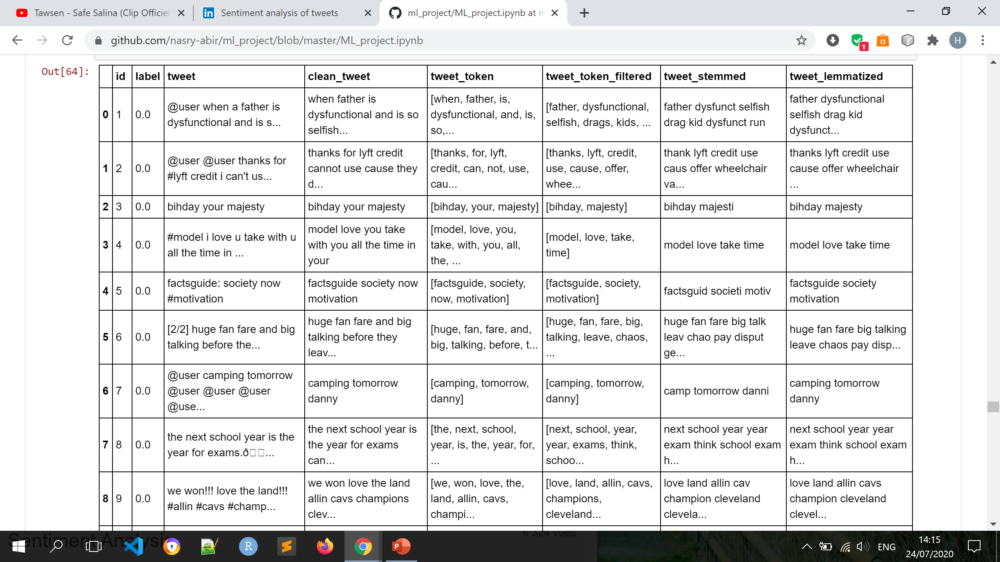 Tawsen - Safe Salina (Clip Officiel
Sentiment analysis of tweets
ml_project/ML_project.ipynb at m
github.com/nasry-abir/ml_project/blob/master/ML_project.ipynb
1
H
Out[64]:
id label tweet clean_tweet tweet_token tweet_token_filtered tweet_stemmed tweet_lemmatized
0 1 0.0
@user when a father is
dysfunctional and is s...
when father is
dysfunctional and is so
selfish...
[when, father, is,
dysfunctional, and, is,
so,...
[father, dysfunctional,
selfish, drags, kids, ...
father dysfunct selfish
drag kid dysfunct run
father dysfunctional
selfish drag kid
dysfunct...
1 2 0.0
@user @user thanks for
#lyft credit i can't us...
thanks for lyft credit
cannot use cause they
d...
[thanks, for, lyft,
credit, can, not, use,
cau...
[thanks, lyft, credit,
use, cause, offer,
whee...
thank lyft credit use
caus offer wheelchair
va...
thanks lyft credit use
cause offer wheelchair
...
2 3 0.0
bihday your majesty
bihday your majesty
[bihday, your, majesty]
[bihday, majesty]
bihday majesti
bihday majesty
3 4 0.0
#model i love u take with u
all the time in ...
model love you take
with you all the time in
your
[model, love, you,
take, with, you, all,
the, ...
[model, love, take,
time]
model love take time
model love take time
4 5 0.0
factsguide: society now
#motivation
factsguide society now
motivation
[factsguide, society,
now, motivation]
[factsguide, society,
motivation]
factsguid societi motiv
factsguide society
motivation
5 6 0.0
[2/2] huge fan fare and big
talking before the...
huge fan fare and big
talking before they
leav...
[huge, fan, fare, and,
big, talking, before, t...
[huge, fan, fare, big,
talking, leave, chaos,
...
huge fan fare big talk
leav chao pay disput
ge...
huge fan fare big talking
leave chaos pay disp...
6 7 0.0
@user camping tomorrow
@user @user @user
@use...
camping tomorrow
danny
[camping, tomorrow,
danny]
[camping, tomorrow,
danny]
camp tomorrow danni
camping tomorrow
danny
7 8 0.0
the next school year is the
year for exams.ð...
the next school year is
the year for exams
can...
[the, next, school,
year, is, the, year, for,
...
[next, school, year,
year, exams, think,
schoo...
next school year year
exam think school exam
h...
next school year year
exam think school exam
h...
8 9 0.0
we won!!! love the land!!!
#allin #cavs #champ...
we won love the land
allin cavs champions
clev...
[we, won, love, the,
land, allin, cavs,
champi...
[love, land, allin, cavs,
champions,
cleveland...
love land allin cav
champion cleveland
clevela...
love land allin cavs
champion cleveland
clevel...
Sentiment Analysis
6 324 vues
ENG
14:15
24/07/2020